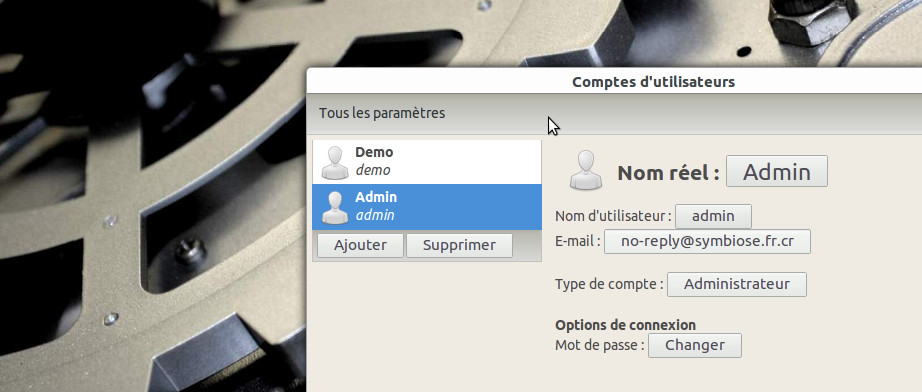 Comptes d'utilisateurs
Tous les paramètres
Demo
demo
Admin
admin
Ajouter Supprimer
Nom réel : Admin
Nom d'utilisateur : admin
E-mail : no-reply@symbiose.fr.cr
Type de compte : Administrateur
Options de connexion
Mot de passe : Changer